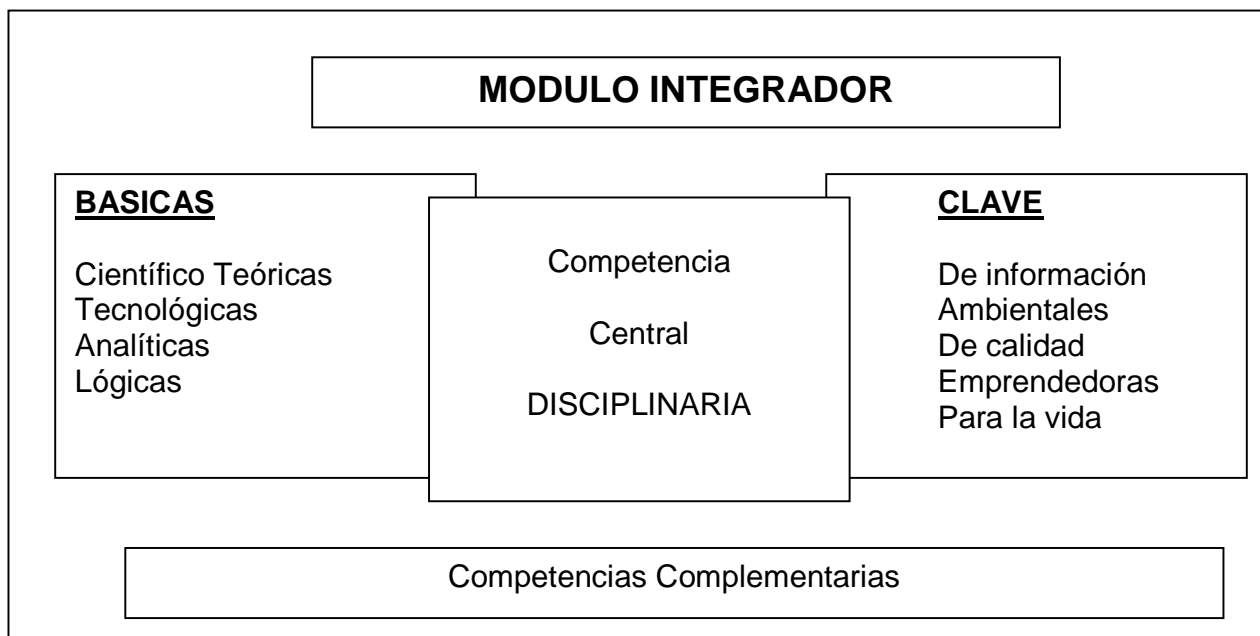 MODULO INTEGRADOR
BASICAS
Científico Teóricas
Tecnológicas
Analíticas
Lógicas
Competencia
Central
DISCIPLINARIA
CLAVE
De información
Ambientales
De calidad
Emprendedoras
Para la vida
Competencias Complementarias